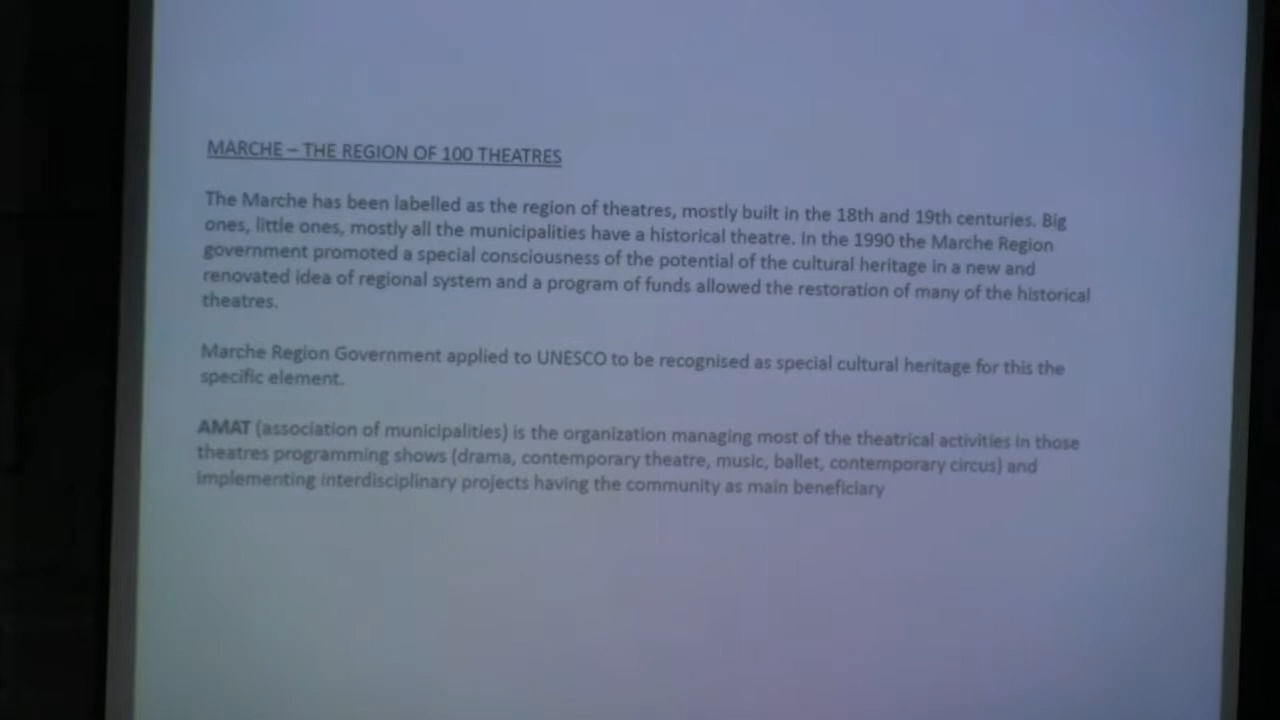 MARCHE – THE REGION OF 100 THEATRES
The Marche has been labelled as the region of theatres, mostly built in the 18th and 19th centuries. Big
ones, little ones, mostly all the municipalities have a historical theatre. In the 1990 the Marche Region
government promoted a special consciousness of the potential of the cultural heritage in a new and
renovated idea of regional system and a program of funds allowed the restoration of many of the historical
theatres.
Marche Region Government applied to UNESCO to be recognised as special cultural heritage for this the
specific element.
AMAT (association of municipalities) is the organization managing most of the theatrical activities in those
theatres programming shows (drama, contemporary theatre, music, ballet, contemporary circus) and
implementing interdisciplinary projects having the community as main beneficiary